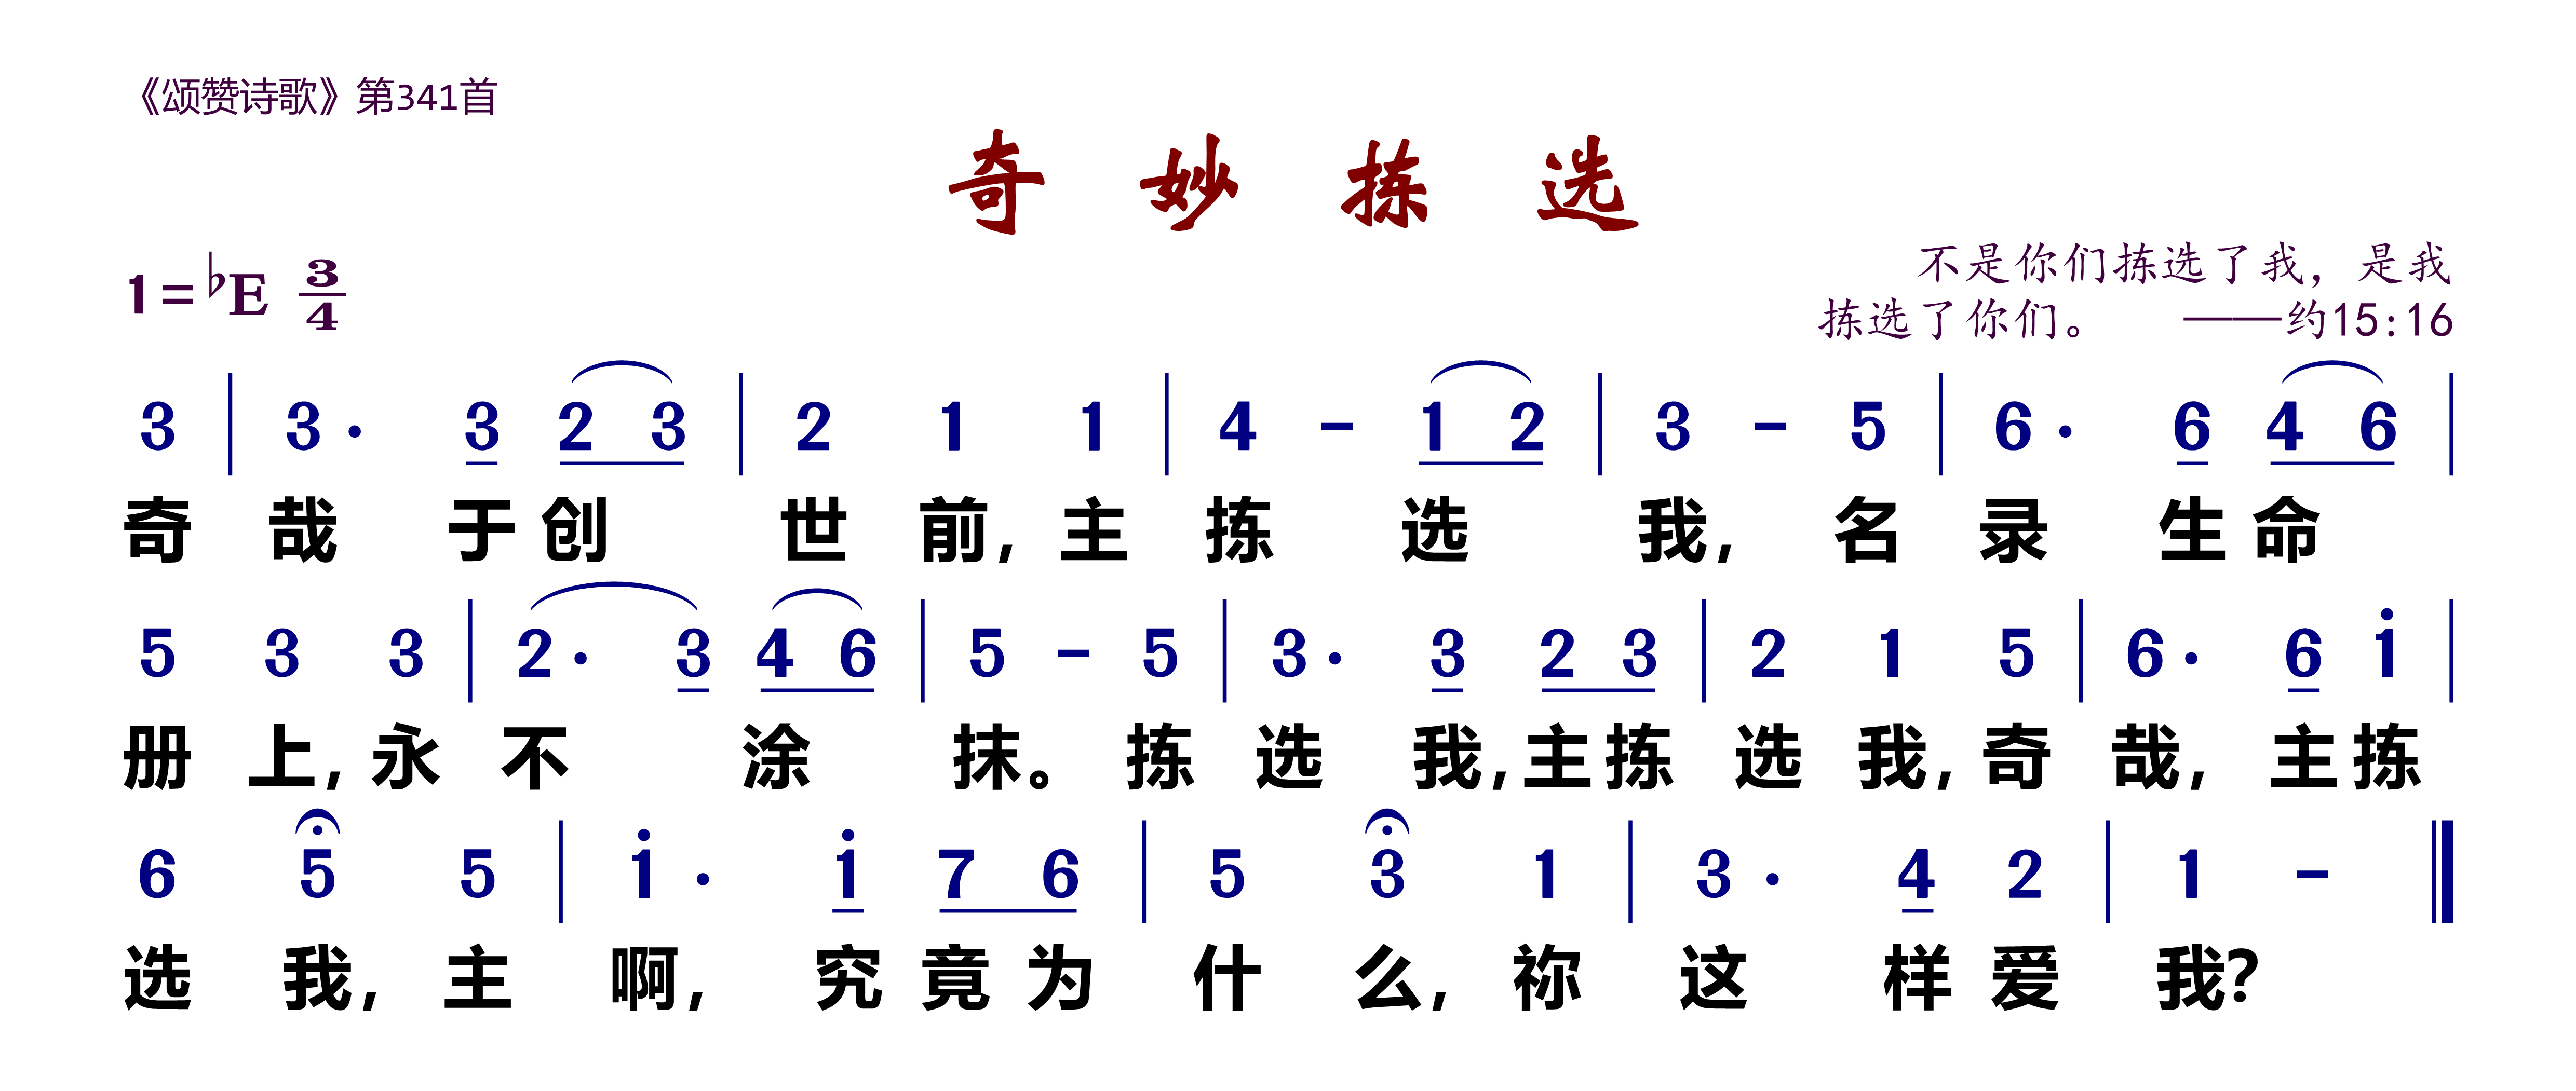 《颂赞诗歌》第341首
奇妙拣选
1=♭E 3/4
不是你们拣选了我，是我
拣选了你们。 ——约15:16
3 | 3· 3 2 3 | 2 1 1 | 4 - 1 2 | 3 - 5 | 6· 6 4 6 |
奇哉于创世前，主拣选我，名录生命
5 3 3 | 2· 3 4 6 | 5 - 5 | 3· 3 2 3 | 2 1 5 | 6· 6 i |
册上，永不涂抹。拣选我，主拣选我，奇哉，主拣
6 5 5 | i· i 7 6 | 5 3 1 | 3· 4 2 | 1 - ‖
选我，主啊，究竟为什么，祢这样爱我？